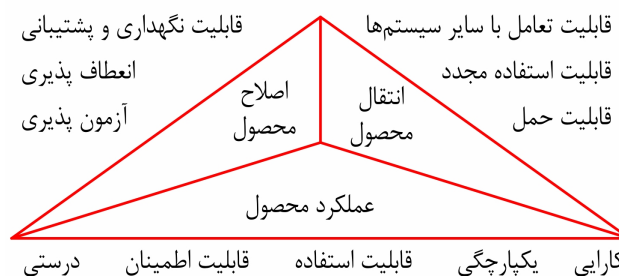 قابلیت تعامل با سایر سیستم‌ها
قابلیت استفاده مجدد
قابلیت حمل
قابلیت نگهداری و پشتیبانی
انعطاف پذیری
آزمون پذیری
انتقال
محصول
اصلاح
محصول
عملکرد محصول
کارایی یکپارچگی قابلیت استفاده قابلیت اطمینان درستی